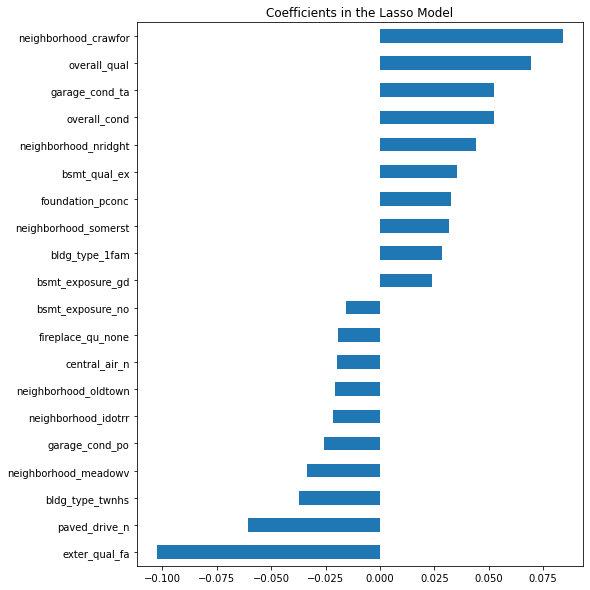 Coefficients in the Lasso Model
neighborhood_crawfor
overall_qual
garage_cond_ta
overall_cond
neighborhood_nridght
bsmt_qual_ex
foundation_pconc
neighborhood_somerst
bldg_type_1fam
bsmt_exposure_gd
bsmt_exposure_no
fireplace_qu_none
central_air_n
neighborhood_oldtown
neighborhood_idotrr
garage_cond_po
neighborhood_meadowv
bldg_type_twnhs
paved_drive_n
exter_qual_fa
−0.100 −0.075 −0.050 −0.025 0.000 0.025 0.050 0.075